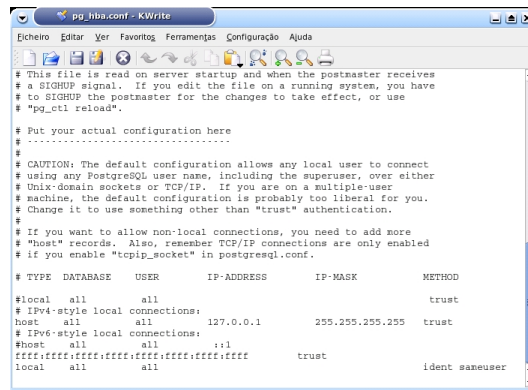 pg_hba.conf - KWrite
Ficheiro Editar Ver Favoritos Ferramentas Configuração Ajuda
# This file is read on server startup and when the postmaster receives
# a SIGHUP signal.  If you edit the file on a running system, you have
# to SIGHUP the postmaster for the changes to take effect, or use
# "pg_ctl reload".
# Put your actual configuration here
# ----------------------------------
#
# CAUTION: The default configuration allows any local user to connect
# using any PostgreSQL user name, including the superuser, over either
# Unix-domain sockets or TCP/IP.  If you are on a multiple-user
# machine, the default configuration is probably too liberal for you.
# Change it to use something other than "trust" authentication.
#
# If you want to allow non-local connections, you need to add more
# "host" records.  Also, remember TCP/IP connections are only enabled
# if you enable "tcpip_socket" in postgresql.conf.
# TYPE  DATABASE    USER        IP-ADDRESS        IP-MASK           METHOD
#local   all         all                                             trust
# IPv4-style local connections:
host    all         all         127.0.0.1         255.255.255.255   trust
# IPv6-style local connections:
#host    all         all         ::1
ffff:ffff:ffff:ffff:ffff:ffff:ffff:ffff        trust
local    all         all                                            ident sameuser